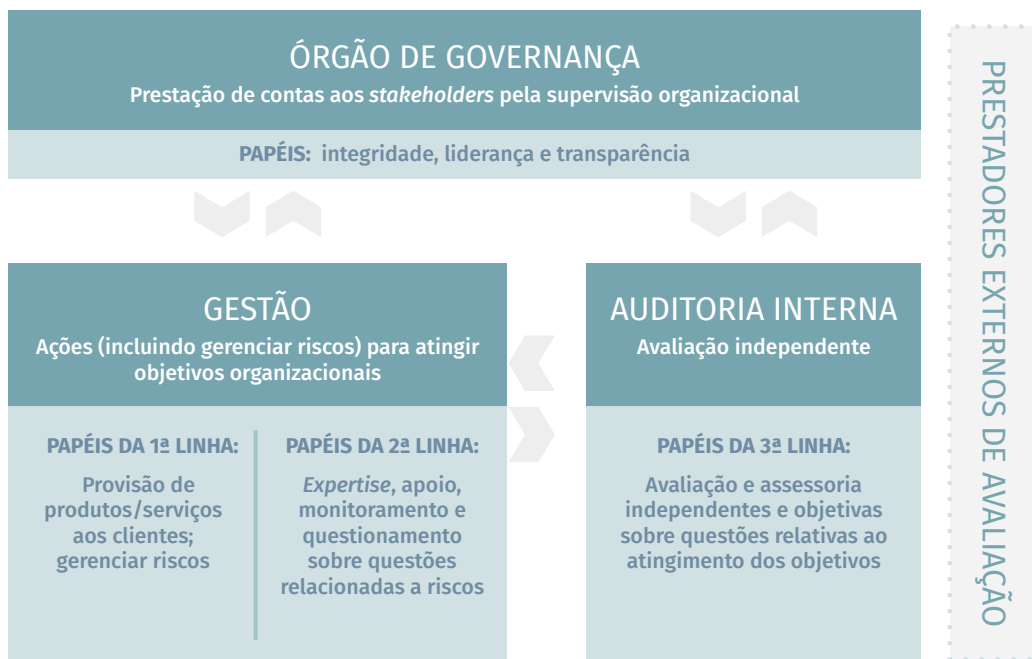 ÓRGÃO DE GOVERNANÇA
Prestação de contas aos stakeholders pela supervisão organizacional
PAPÉIS: integridade, liderança e transparência
GESTÃO
Ações (incluindo gerenciar riscos) para atingir
objetivos organizacionais
PAPÉIS DA 1ª LINHA:
Provisão de
produtos/serviços
aos clientes;
gerenciar riscos
PAPÉIS DA 2ª LINHA:
Expertise, apoio,
monitoramento e
questionamento
sobre questões
relacionadas a riscos
AUDITORIA INTERNA
Avaliação independente
PAPÉIS DA 3ª LINHA:
Avaliação e assessoria
independentes e objetivas
sobre questões relativas ao
atingimento dos objetivos
PRESTADORES EXTERNOS DE AVALIAÇÃO